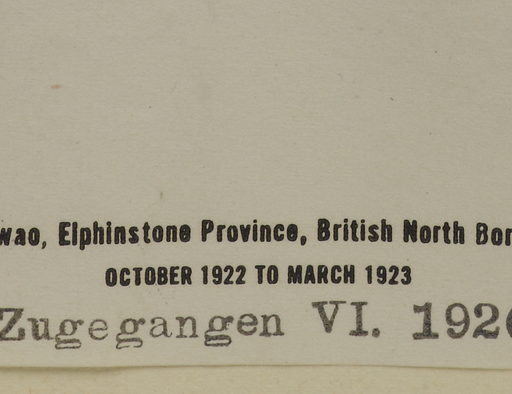 wao, Elphinstone Province, British North Bor
OCTOBER 1922 TO MARCH 1923
Zugegangen VI. 192